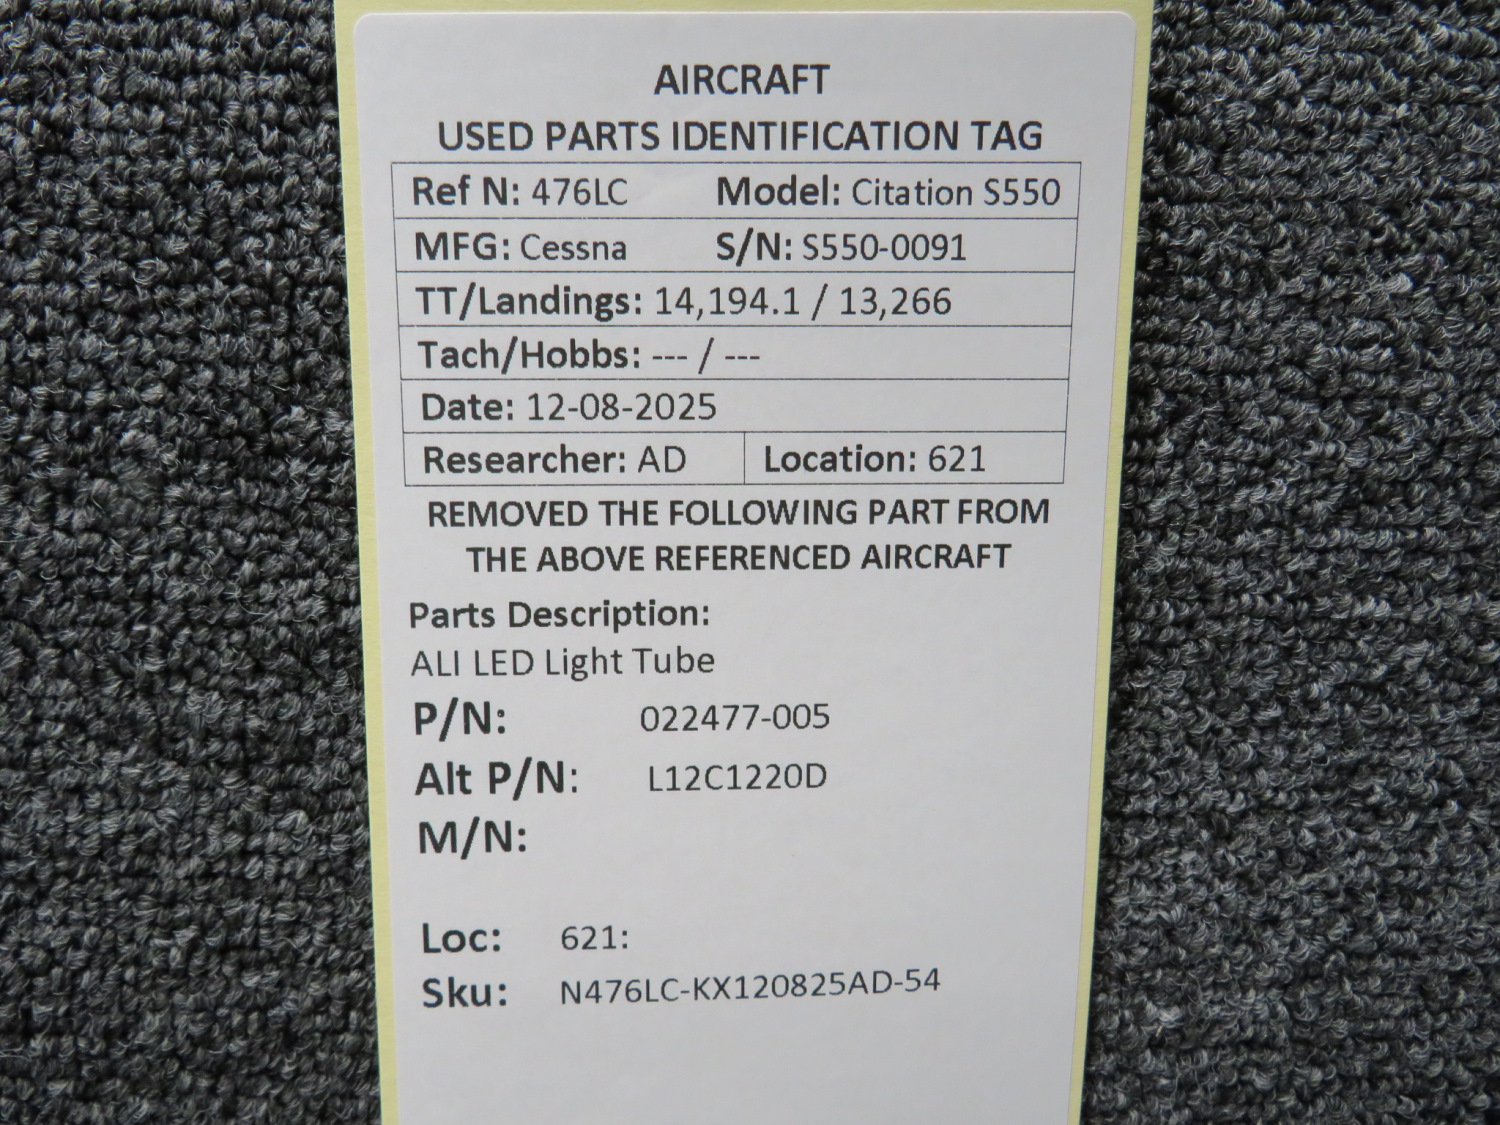 AIRCRAFT
USED PARTS IDENTIFICATION TAG
Ref N: 476LC Model: Citation S550
MFG: Cessna S/N: S550-0091
TT/Landings: 14,194.1 / 13,266
Tach/Hobbs: --- / ---
Date: 12-08-2025
Researcher: AD Location: 621
REMOVED THE FOLLOWING PART FROM
THE ABOVE REFERENCED AIRCRAFT
Parts Description:
ALI LED Light Tube
P/N: 022477-005
Alt P/N: L12C1220D
M/N:
Loc: 621:
Sku: N476LC-KX120825AD-54